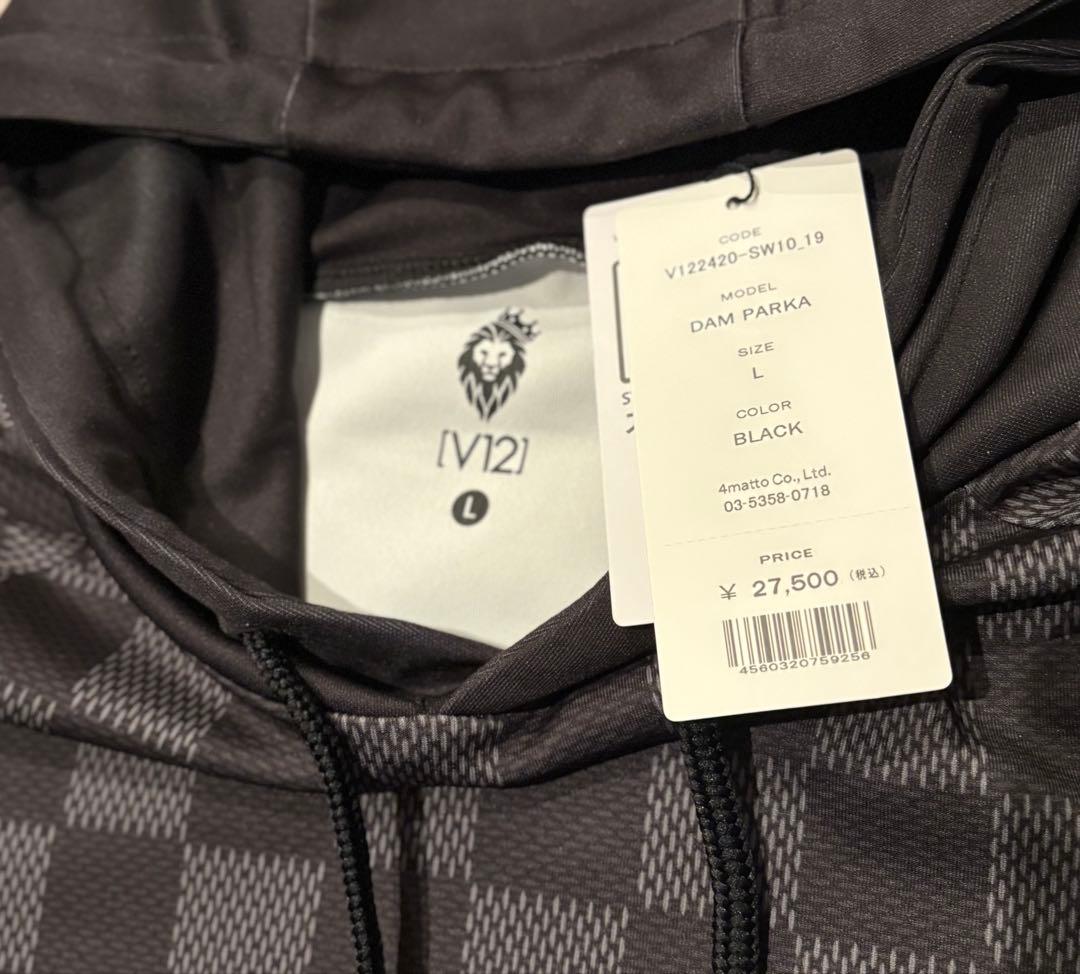 [V12]
L
CODE
V122420-SW10_19
MODEL
DAM PARKA
SIZE
L
COLOR
BLACK
4matto Co., Ltd.
03-5358-0718
PRICE
¥ 27,500 (税込)
4560320759256